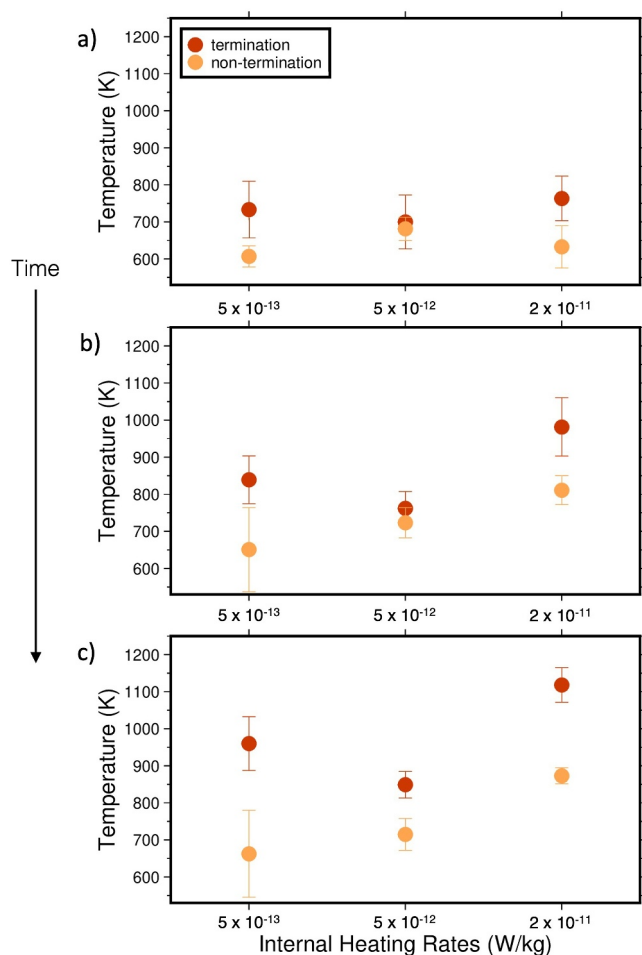 a)
termination
non-termination
1200
1100
1000
900
800
700
600
Temperature (K)
5 x 10⁻¹³ 5 x 10⁻¹² 2 x 10⁻¹¹
Time
b)
1200
1100
1000
900
800
700
600
Temperature (K)
5 x 10⁻¹³ 5 x 10⁻¹² 2 x 10⁻¹¹
c)
1200
1100
1000
900
800
700
600
Temperature (K)
5 x 10⁻¹³ 5 x 10⁻¹² 2 x 10⁻¹¹
Internal Heating Rates (W/kg)